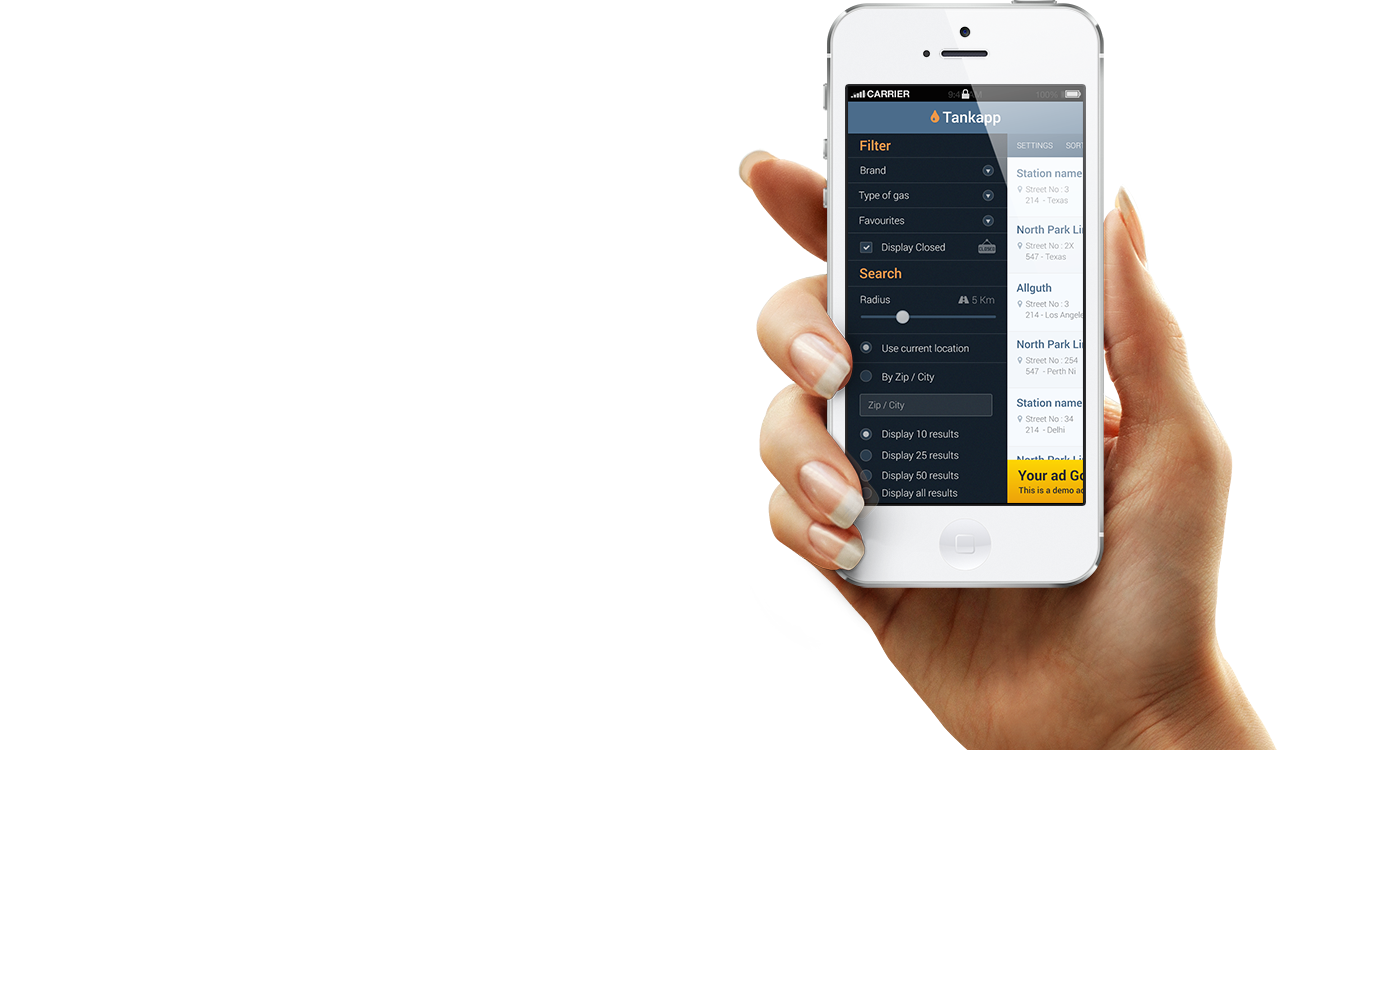 CARRIER 9:4 M 100%
Tankapp
Filter
Brand
Type of gas
Favourites
Display Closed
CLOSED
Search
Radius 5 Km
Use current location
By Zip / City
Zip / City
Display 10 results
Display 25 results
Display 50 results
Display all results
SETTINGS SORT
Station name
Street No : 3
214 - Texas
North Park Li
Street No : 2X
547 - Texas
Allguth
Street No : 3
214 - Los Angele
North Park Li
Street No : 254
547 - Perth Ni
Station name
Street No : 34
214 - Delhi
North Park Li
Your ad Go
This is a demo ad